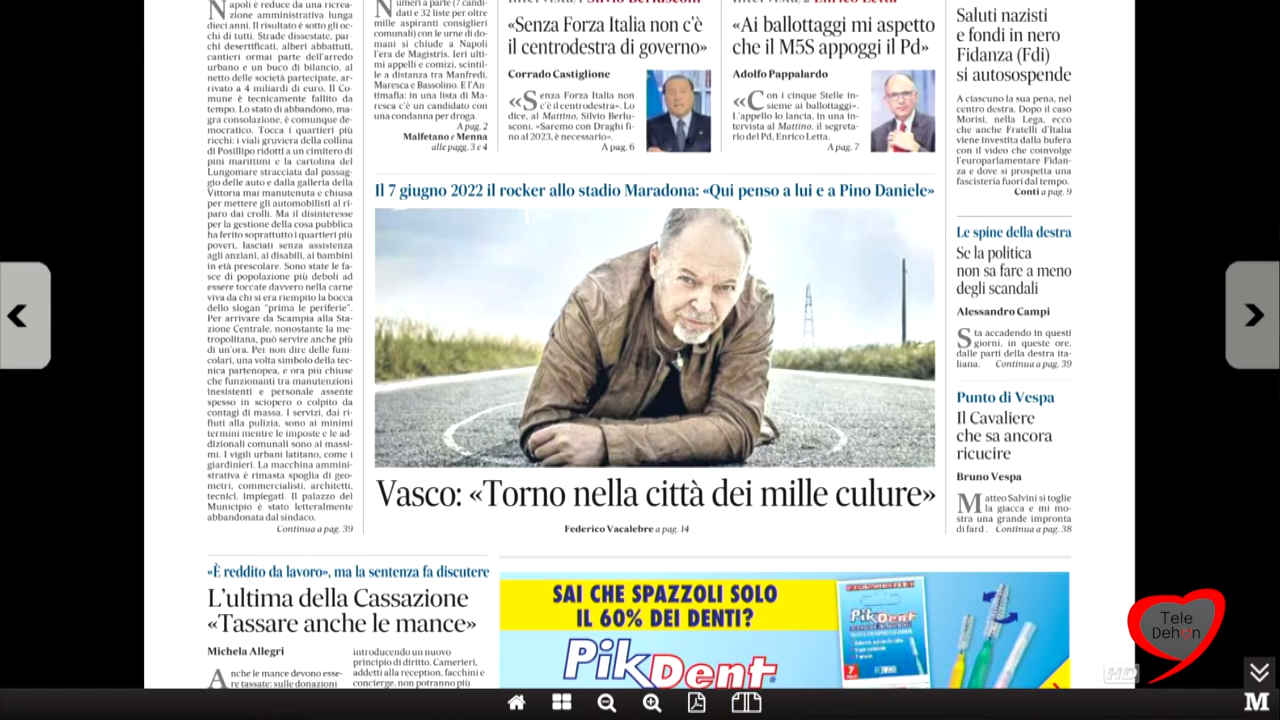 Napoli è reduce da una ricrea-
zione amministrativa lunga
dieci anni. Il risultato è sotto gli oc-
chi di tutti. Strade dissestate, par-
chi desertificati, alberi abbattuti,
cantieri ormai parte dell'arredo
urbano e un buco di bilancio, al
netto delle società partecipate, ar-
rivato a 4 miliardi di euro. Il Co-
mune è tecnicamente fallito da
tempo. Lo stato di abbandono, ma-
gra consolazione, è comunque de-
mocratico. Tocca i quartieri più
ricchi: i viali gruviera della collina
di Posillipo ridotti a un cimitero di
pini marittimi e la cartolina del
Lungomare stracciata dal passag-
gio delle auto e dalla galleria della
Vittoria mai manutenuta e chiusa
per mettere gli automobilisti al ri-
paro dai crolli. Ma il disinteresse
per la gestione della cosa pubblica
ha ferito soprattutto i quartieri più
poveri, lasciati senza assistenza
agli anziani, ai disabili, ai bambini
in età prescolare. Sono state le fa-
sce di popolazione più deboli ad
essere toccate davvero nella carne
viva da chi si era riempito la bocca
dello slogan "prima le periferie".
Per arrivare da Scampia alla Sta-
zione Centrale, nonostante la me-
tropolitana, può servire anche più
di un'ora. Per non dire delle funi-
colari, una volta simbolo della tec-
nica partenopea, e ora più chiuse
che funzionanti tra manutenzioni
inesistenti e personale assente
spesso in sciopero o colpito da
contagi di massa. I servizi, dai ri-
fiuti alla pulizia, sono ai minimi
termini mentre le imposte e le ad-
dizionali comunali sono ai massi-
mi. I vigili urbani latitano, come i
giardinieri. La macchina ammini-
strativa è rimasta spoglia di geo-
metri, commercialisti, architetti,
tecnici, impiegati. Il palazzo del
Municipio è stato letteralmente
abbandonato dal sindaco.
Continua a pag. 39
Numeri a parte (7 candi-
dati e 32 liste per oltre
mille aspiranti consiglieri
comunali) con le urne di do-
mani si chiude a Napoli
l'era de Magistris. Ieri ulti-
mi appelli e comizi, scintil-
le a distanza tra Manfredi,
Maresca e Bassolino. E l'An-
timafia: in una lista di Ma-
resca c'è un candidato con
una condanna per droga.
A pag. 2
Malfetano e Menna
alle pagg. 3 e 4
Intervista/1 Silvio Berlusconi
«Senza Forza Italia non c'è
il centrodestra di governo»
Corrado Castiglione
«Senza Forza Italia non
c'è il centrodestra». Lo
dice, al Mattino, Silvio Berlu-
sconi. «Saremo con Draghi fi-
no al 2023, è necessario».
A pag. 6
Intervista/2 Enrico Letta
«Ai ballottaggi mi aspetto
che il M5S appoggi il Pd»
Adolfo Pappalardo
«Con i cinque Stelle in-
sieme ai ballottaggi».
L'appello lo lancia, in una in-
tervista al Mattino, il segreta-
rio del Pd, Enrico Letta.
A pag. 7
Saluti nazisti
e fondi in nero
Fidanza (Fdi)
si autosospende
A ciascuno la sua pena, nel
centro destra. Dopo il caso
Morisi, nella Lega, ecco
che anche Fratelli d'Italia
viene investita dalla bufera
con il video che coinvolge
l'europarlamentare Fidan-
za e dove si prospetta una
fascisteria fuori dal tempo.
Conti a pag. 9
Il 7 giugno 2022 il rocker allo stadio Maradona: «Qui penso a lui e a Pino Daniele»
Vasco: «Torno nella città dei mille culure»
Federico Vacalebre a pag. 14
Le spine della destra
Se la politica
non sa fare a meno
degli scandali
Alessandro Campi
Sta accadendo in questi
giorni, in queste ore,
dalle parti della destra ita-
liana. Continua a pag. 39
Punto di Vespa
Il Cavaliere
che sa ancora
ricucire
Bruno Vespa
Matteo Salvini si toglie
la giacca e mi mo-
stra una grande impronta
di fard. Continua a pag. 38
«È reddito da lavoro», ma la sentenza fa discutere
L'ultima della Cassazione
«Tassare anche le mance»
Michela Allegri
Anche le mance devono esse-
re tassate: sulle donazioni
introducendo un nuovo
principio di diritto. Camerieri,
addetti alla reception, facchini e
concierge, non potranno più
SAI CHE SPAZZOLI SOLO
IL 60% DEI DENTI?
PikDent
PikDent
Tele
Dehon
HD
M